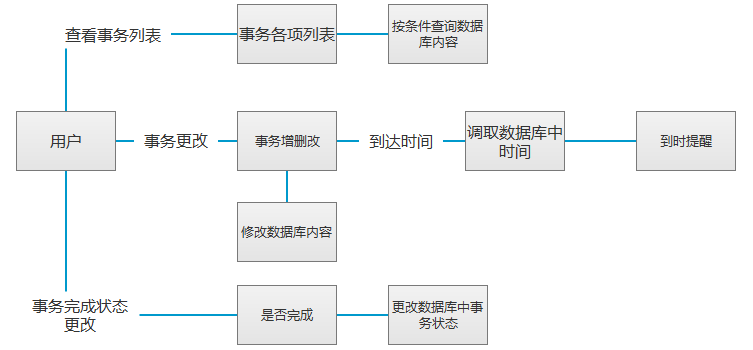 查看事务列表
事务各项列表
按条件查询数据
库内容
用户
事务更改
事务增删改
到达时间
调取数据库中
时间
到时提醒
修改数据库内容
事务完成状态
更改
是否完成
更改数据库中事
务状态